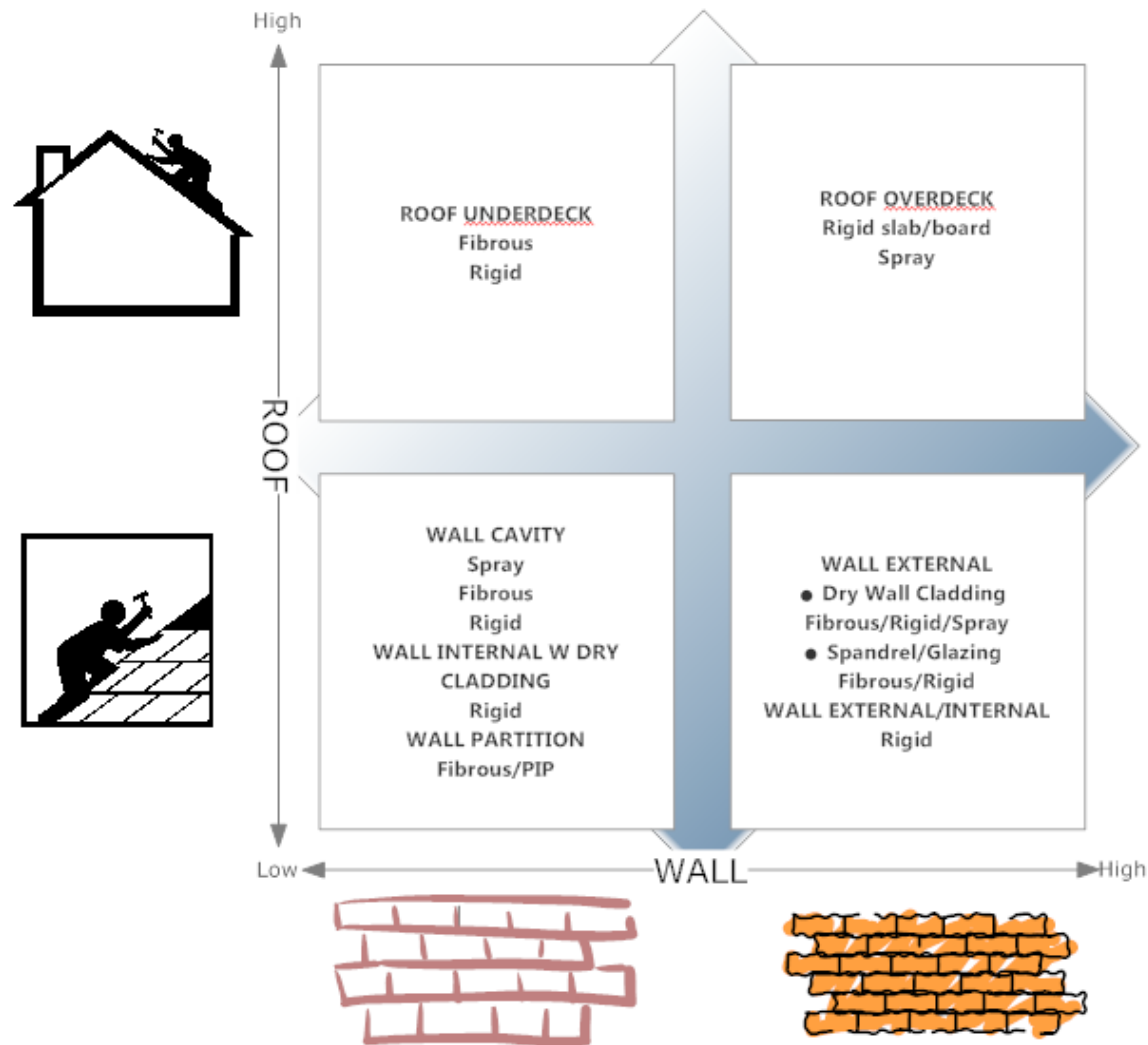 High
ROOF UNDERDECK
Fibrous
Rigid
ROOF OVERDECK
Rigid slab/board
Spray
ROOF
WALL CAVITY
Spray
Fibrous
Rigid
WALL INTERNAL W DRY
CLADDING
Rigid
WALL PARTITION
Fibrous/PIP
WALL EXTERNAL
● Dry Wall Cladding
Fibrous/Rigid/Spray
● Spandrel/Glazing
Fibrous/Rigid
WALL EXTERNAL/INTERNAL
Rigid
Low
WALL
High